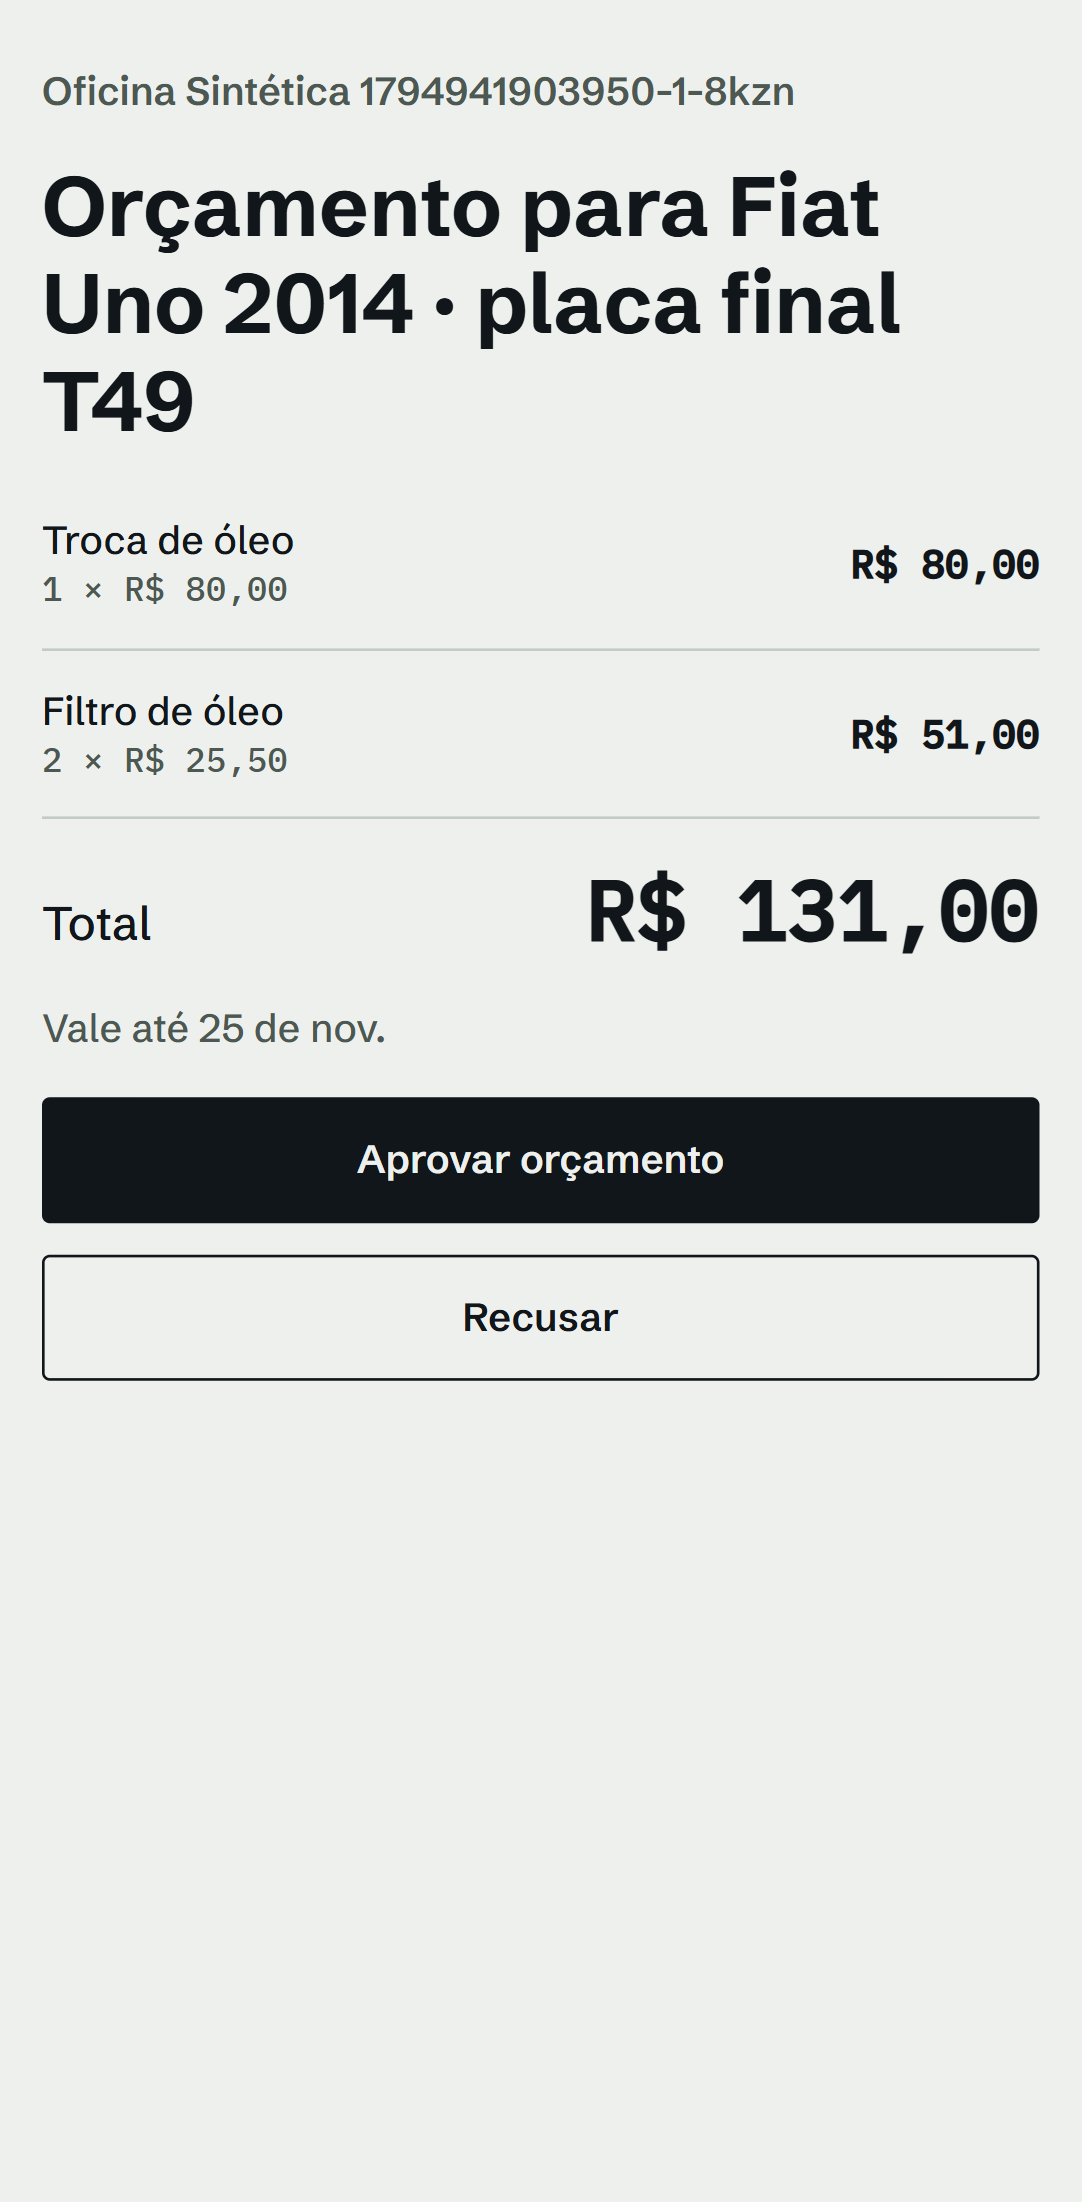 Oficina Sintética 1794941903950-1-8kzn
Orçamento para Fiat
Uno 2014 · placa final
T49
Troca de óleo
1 × R$ 80,00
R$ 80,00
Filtro de óleo
2 × R$ 25,50
R$ 51,00
Total
R$ 131,00
Vale até 25 de nov.
Aprovar orçamento
Recusar